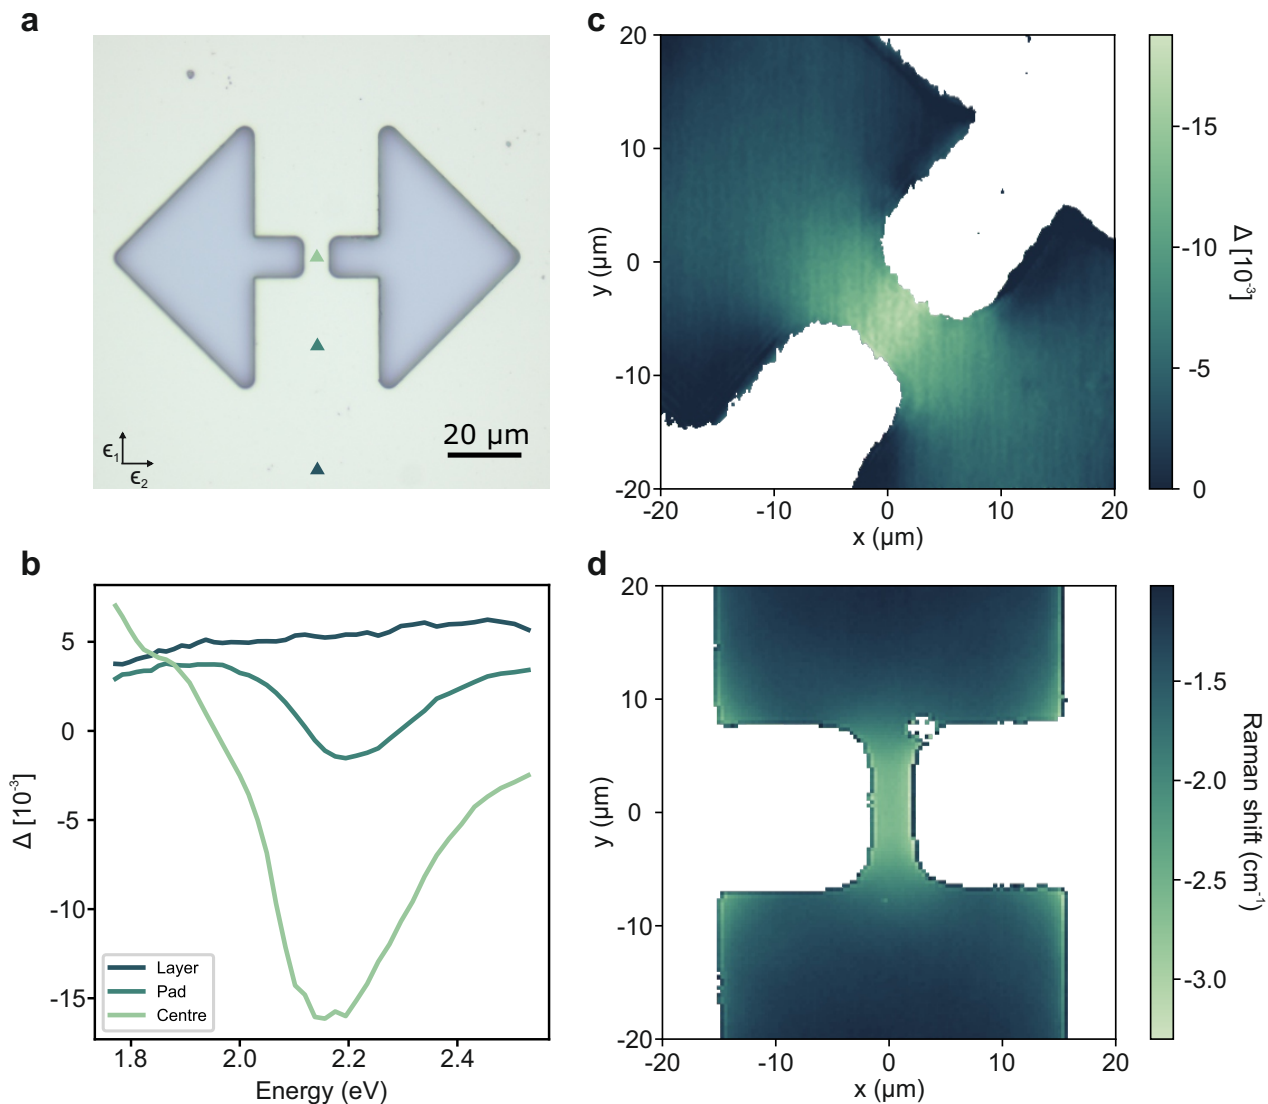 a
20 µm
ϵ1
ϵ2
b
5
0
-5
-10
-15
Δ [10-3]
Layer
Pad
Centre
1.8
2.0
2.2
2.4
Energy (eV)
c
20
10
0
-10
-20
y (µm)
-20
-10
0
10
20
x (µm)
-15
-10
-5
0
Δ [10-3]
d
20
10
0
-10
-20
y (µm)
-20
-10
0
10
20
x (µm)
-1.5
-2.0
-2.5
-3.0
Raman shift (cm-1)